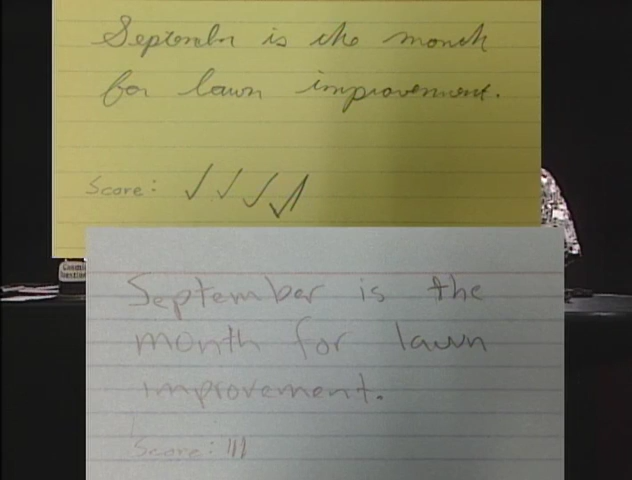 September is the month
for lawn improvement.
Score: ✓ ✓ ✓ ✓
September is the
month for lawn
improvement.
Score: |||